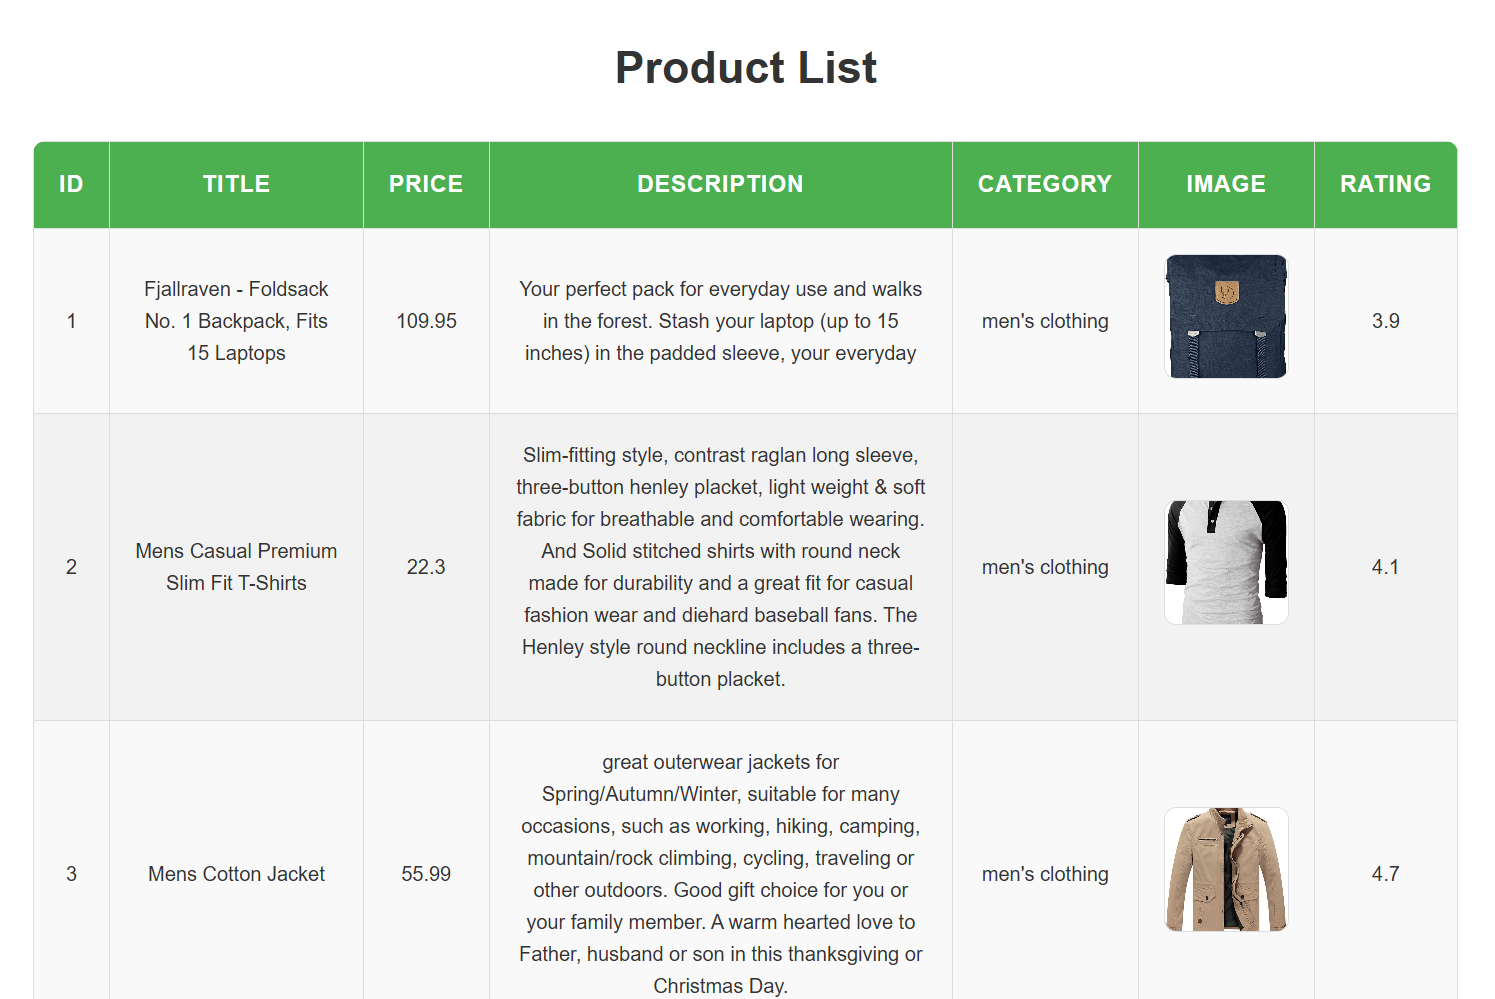 Product List
ID TITLE PRICE DESCRIPTION CATEGORY IMAGE RATING
1
Fjallraven - Foldsack
No. 1 Backpack, Fits
15 Laptops
109.95
Your perfect pack for everyday use and walks
in the forest. Stash your laptop (up to 15
inches) in the padded sleeve, your everyday
men's clothing
3.9
2
Mens Casual Premium
Slim Fit T-Shirts
22.3
Slim-fitting style, contrast raglan long sleeve,
three-button henley placket, light weight & soft
fabric for breathable and comfortable wearing.
And Solid stitched shirts with round neck
made for durability and a great fit for casual
fashion wear and diehard baseball fans. The
Henley style round neckline includes a three-
button placket.
men's clothing
4.1
3
Mens Cotton Jacket
55.99
great outerwear jackets for
Spring/Autumn/Winter, suitable for many
occasions, such as working, hiking, camping,
mountain/rock climbing, cycling, traveling or
other outdoors. Good gift choice for you or
your family member. A warm hearted love to
Father, husband or son in this thanksgiving or
Christmas Day.
men's clothing
4.7